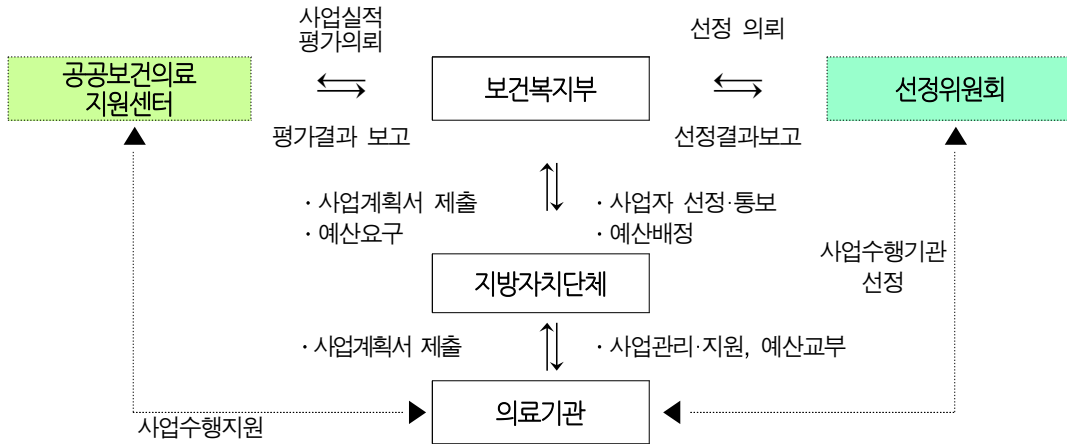 사업실적
평가의뢰
선정 의뢰
공공보건의료
지원센터
보건복지부
선정위원회
평가결과 보고
선정결과보고
· 사업계획서 제출
· 예산요구
· 사업자 선정·통보
· 예산배정
사업수행기관
선정
지방자치단체
· 사업계획서 제출
· 사업관리·지원, 예산교부
의료기관
사업수행지원